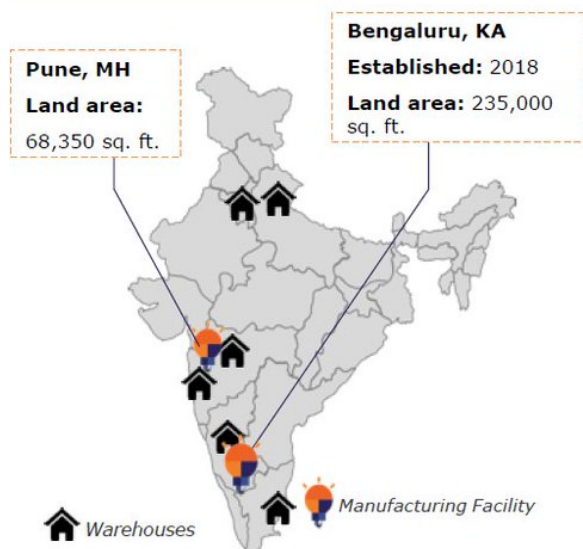 Pune, MH
Land area:
68,350 sq. ft.
Bengaluru, KA
Established: 2018
Land area: 235,000
sq. ft.
Warehouses
Manufacturing Facility